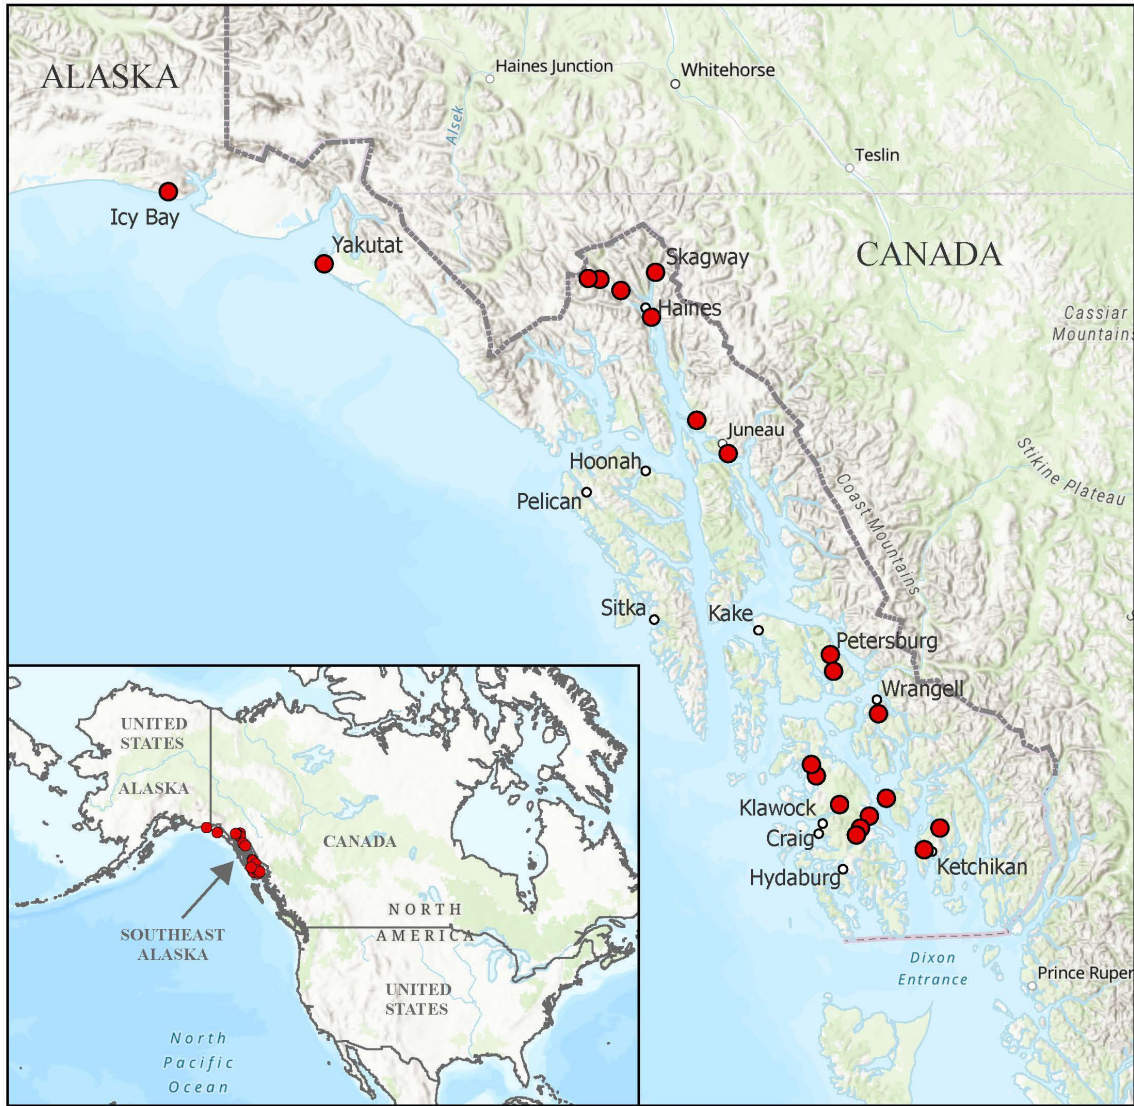 Haines Junction
Whitehorse
ALASKA
Alsek
Teslin
Icy Bay
Yakutat
Skagway
CANADA
Haines
Cassiar
Mountains
Juneau
Hoonah
Pelican
Stikine Plateau
Coast Mountains
Sitka
Kake
Petersburg
Wrangell
Klawock
Craig
Hydaburg
Ketchikan
Dixon
Entrance
Prince Ruper
S
UNITED
STATES
ALASKA
CANADA
NORTH
AMERICA
SOUTHEAST
ALASKA
UNITED
STATES
North
Pacific
Ocean